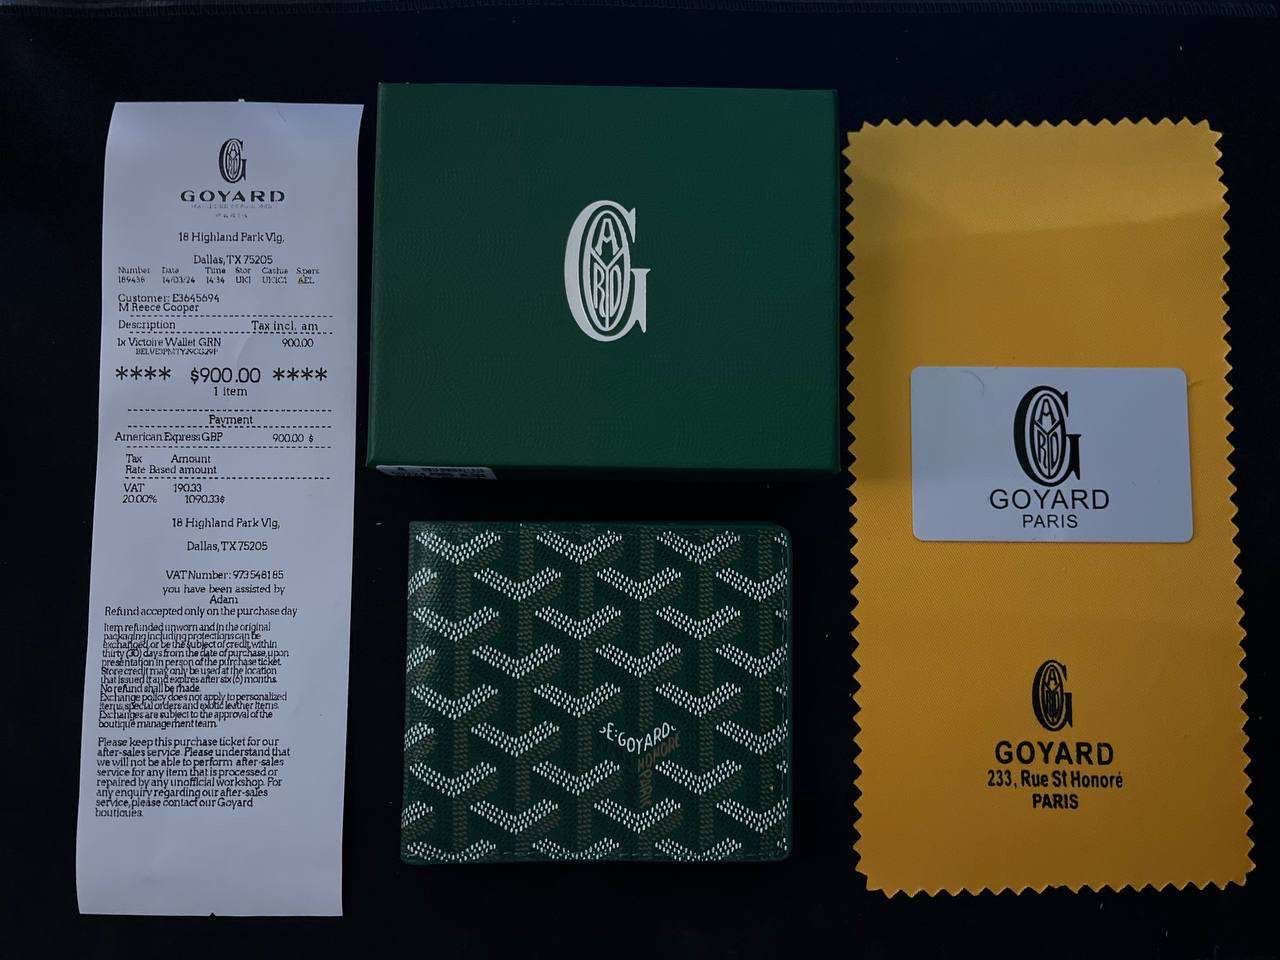 GOYARD
PARIS
18 Highland Park Vlg,
Dallas, TX 75205
Number Date Time Stor Cashue Spers
189436 14/03/24 14:34 UK1 AEL
Customer: E3645694
M Reece Cooper
Description Tax incl. am
1x Victoire Wallet GRN 900.00
**** $900.00 ****
1 item
Payment
American Express GBP 900.00 $
Tax Amount
Rate Based amount
VAT 190.33
20.00% 1090.33$
18 Highland Park Vlg,
Dallas, TX 75205
VAT Number: 973 5481 85
you have been assisted by
Adam
Refund accepted only on the purchase day
Item refunded unworn and in the original
packaging including protections can be
exchanged, or be the subject of credit, within
thirty (30) days from the date of purchase, upon
presentation in person of the purchase ticket.
Store credit may only be used at the location
that issued it and expires after six (6) months.
No refund shall be made.
Exchange policy does not apply to personalized
items, special orders and exotic leather items.
Exchanges are subject to the approval of the
boutique management team.
Please keep this purchase ticket for our
after-sales service. Please understand that
we will not be able to perform after-sales
service for any item that is processed or
repaired by any unofficial workshop. For
any enquiry regarding our after-sales
service, please contact our Goyard
boutiques.
E·GOYARD
HONORE
GOYARD
PARIS
GOYARD
233, Rue St Honoré
PARIS